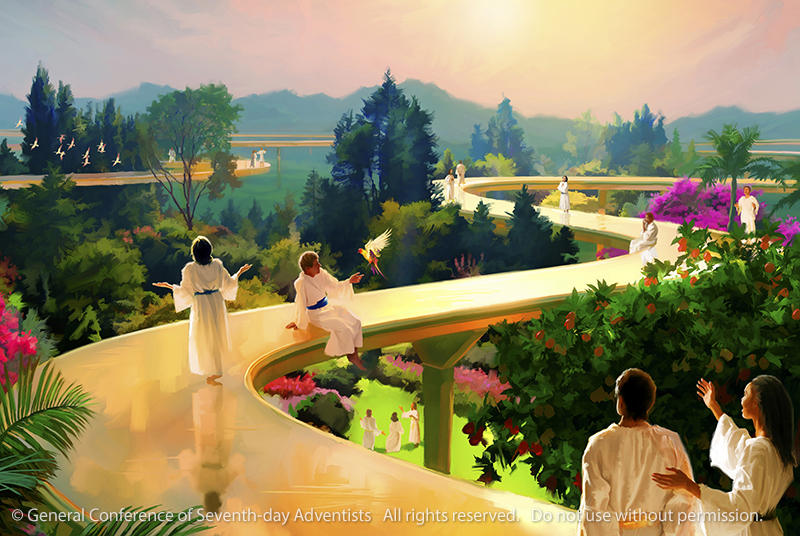 © General Conference of Seventh-day Adventists All rights reserved. Do not use without permission.